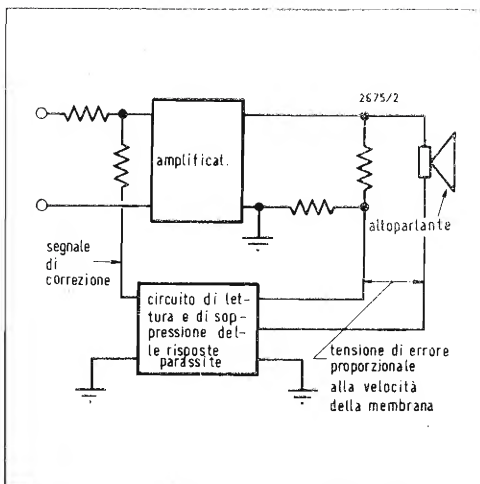 2675/2
amplificat.
altoparlante
segnale
di
correzione
circuito di let-
tura e di sop-
pressione del-
le risposte
parassite
tensione di errore
proporzionale
alla velocità
della membrana